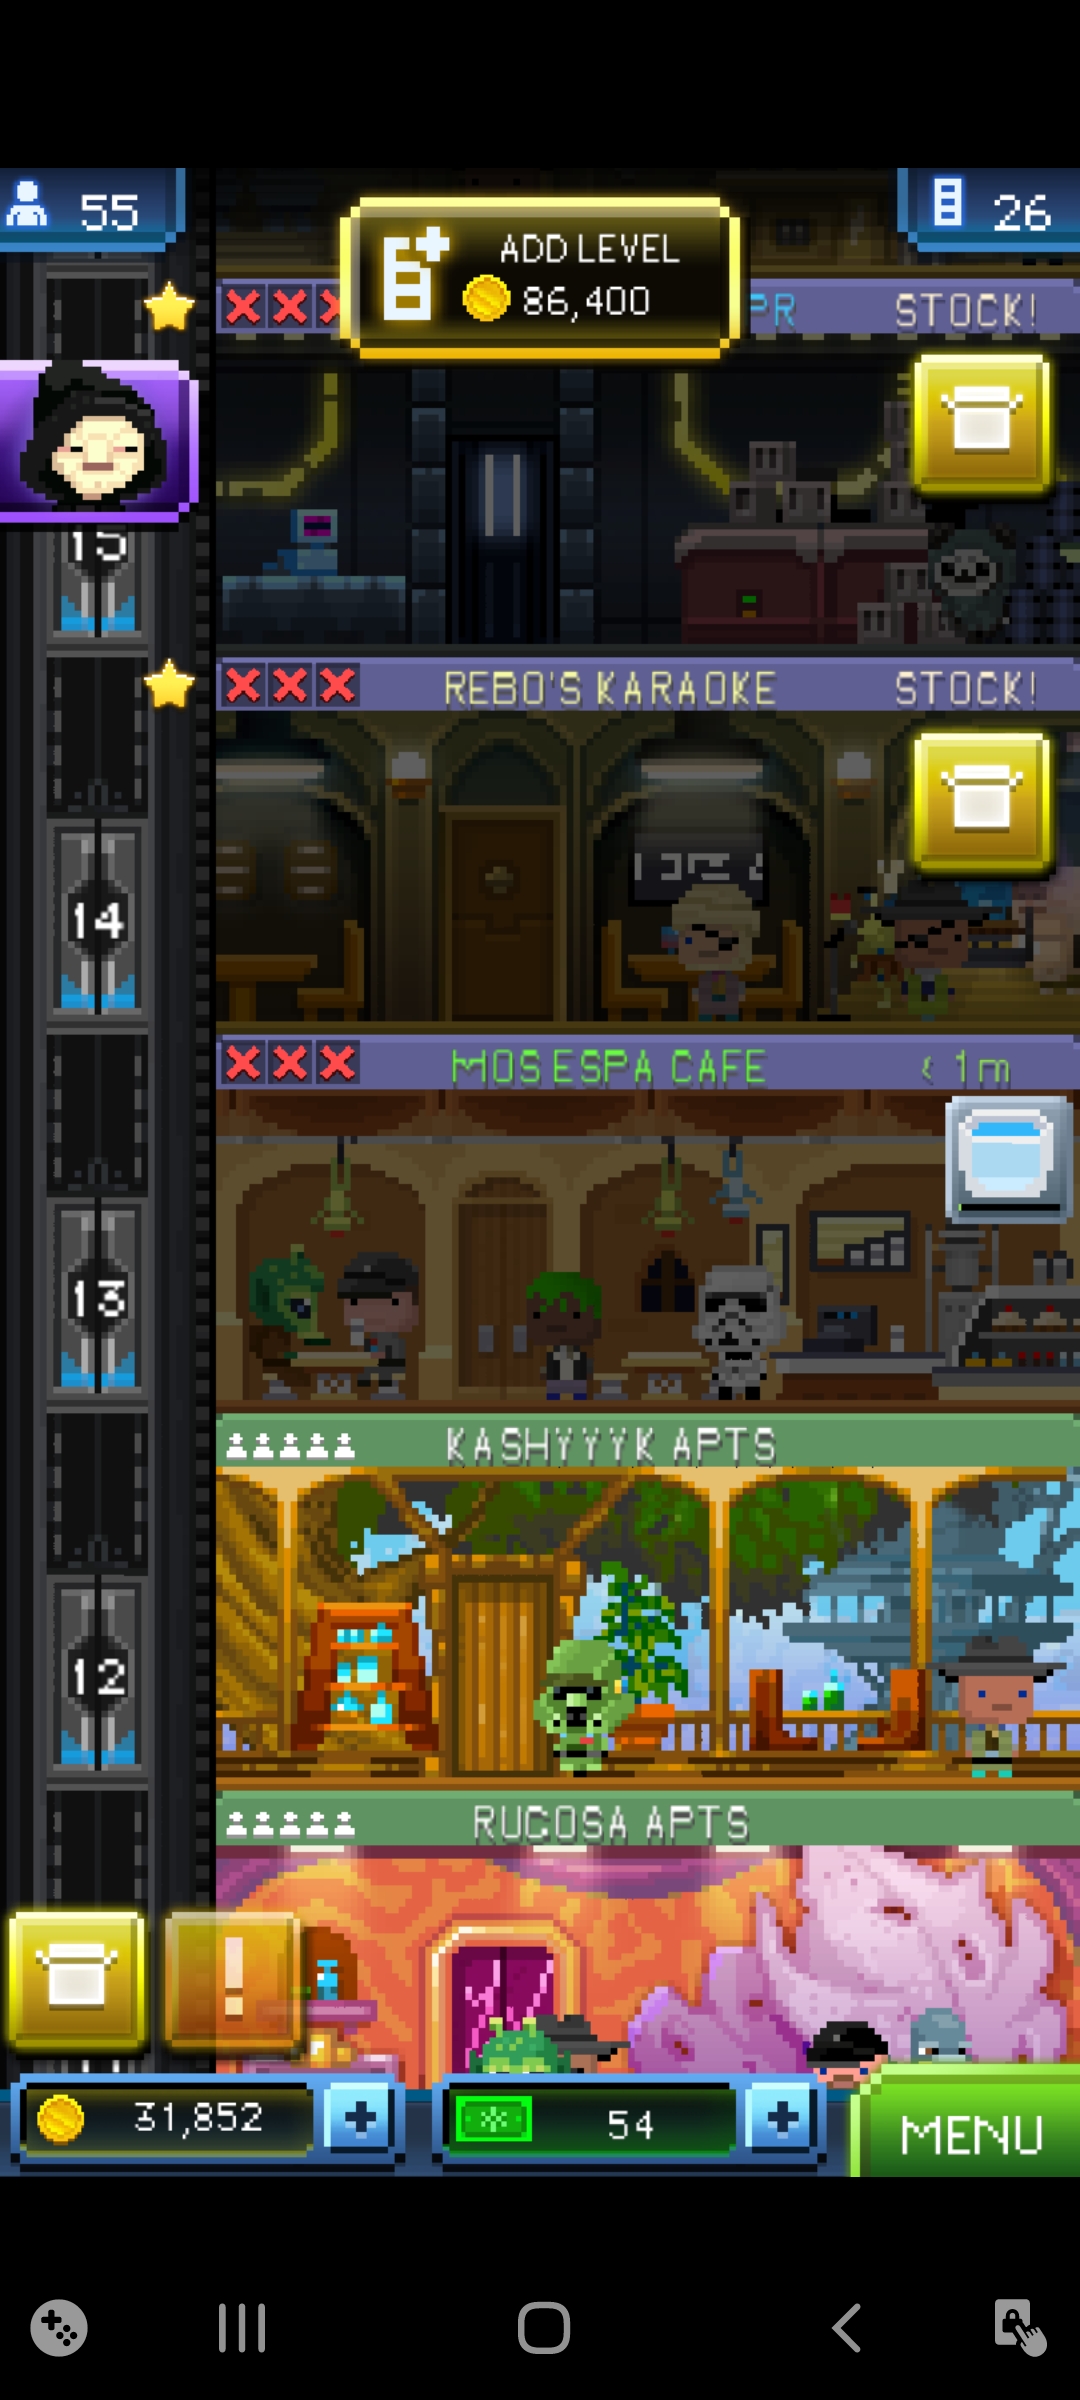 55
26
ADD LEVEL
86,400
PR
STOCK!
15
REBO'S KARAOKE
STOCK!
14
MOS ESPA CAFE
< 1m
13
KASHYYYK APTS
12
RUCOSA APTS
!
31,852
54
MENU